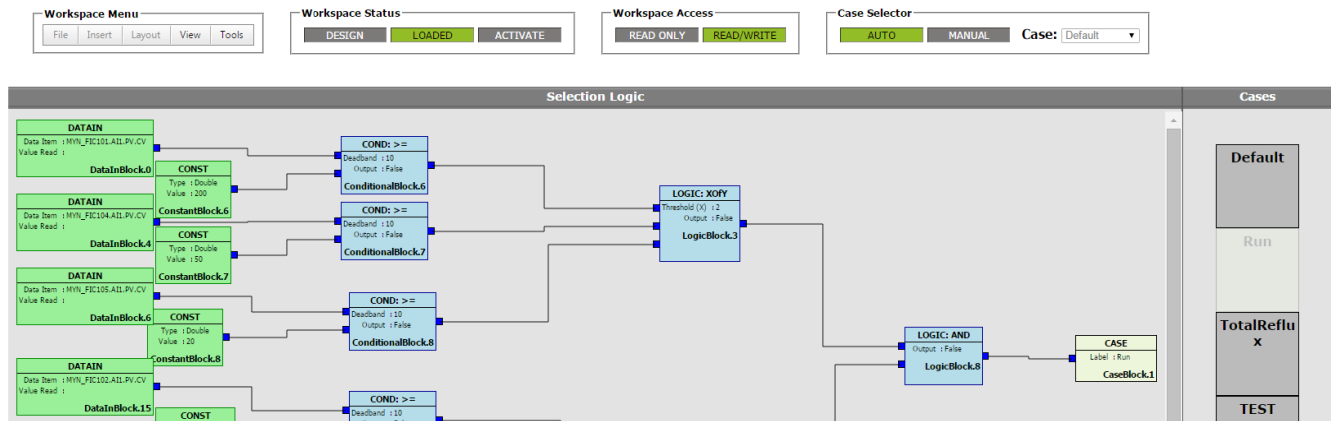 Workspace Menu
File Insert Layout View Tools
Workspace Status
DESIGN LOADED ACTIVATE
Workspace Access
READ ONLY READ/WRITE
Case Selector
AUTO MANUAL Case: Default
Selection Logic
Cases
DATAIN
Data Item : MYN_FIC101.AI1.PV.CV
Value Read :
DataInBlock.0
CONST
Type : Double
Value : 200
ConstantBlock.6
COND: >=
Deadband : 10
Output : False
ConditionalBlock.6
DATAIN
Data Item : MYN_FIC104.AI1.PV.CV
Value Read :
DataInBlock.4
CONST
Type : Double
Value : 50
ConstantBlock.7
COND: >=
Deadband : 10
Output : False
ConditionalBlock.7
LOGIC: XOfY
Threshold (X) : 2
Output : False
LogicBlock.3
DATAIN
Data Item : MYN_FIC105.AI1.PV.CV
Value Read :
DataInBlock.6
CONST
Type : Double
Value : 20
ConstantBlock.8
COND: >=
Deadband : 10
Output : False
ConditionalBlock.8
DATAIN
Data Item : MYN_FIC102.AI1.PV.CV
Value Read :
DataInBlock.15
CONST
COND: >=
Deadband : 10
LOGIC: AND
Output : False
LogicBlock.8
CASE
Label : Run
CaseBlock.1
Default
Run
TotalReflu
x
TEST